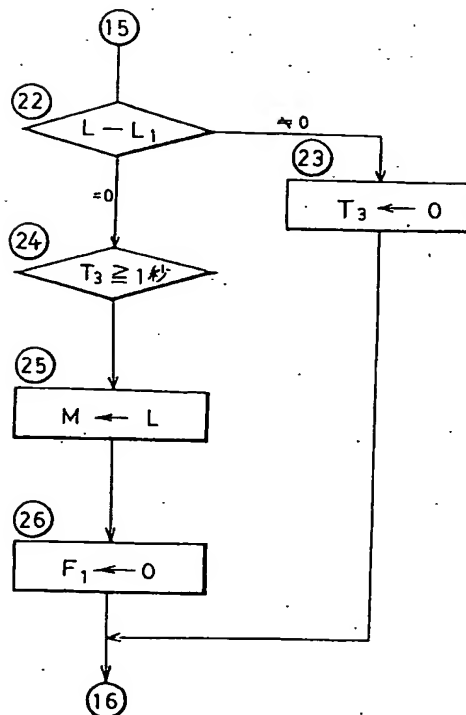 15
22
L − L₁
≒ 0
23
T₃ ← 0
=0
24
T₃ ≧ 1秒
25
M ← L
26
F₁ ← 0
16